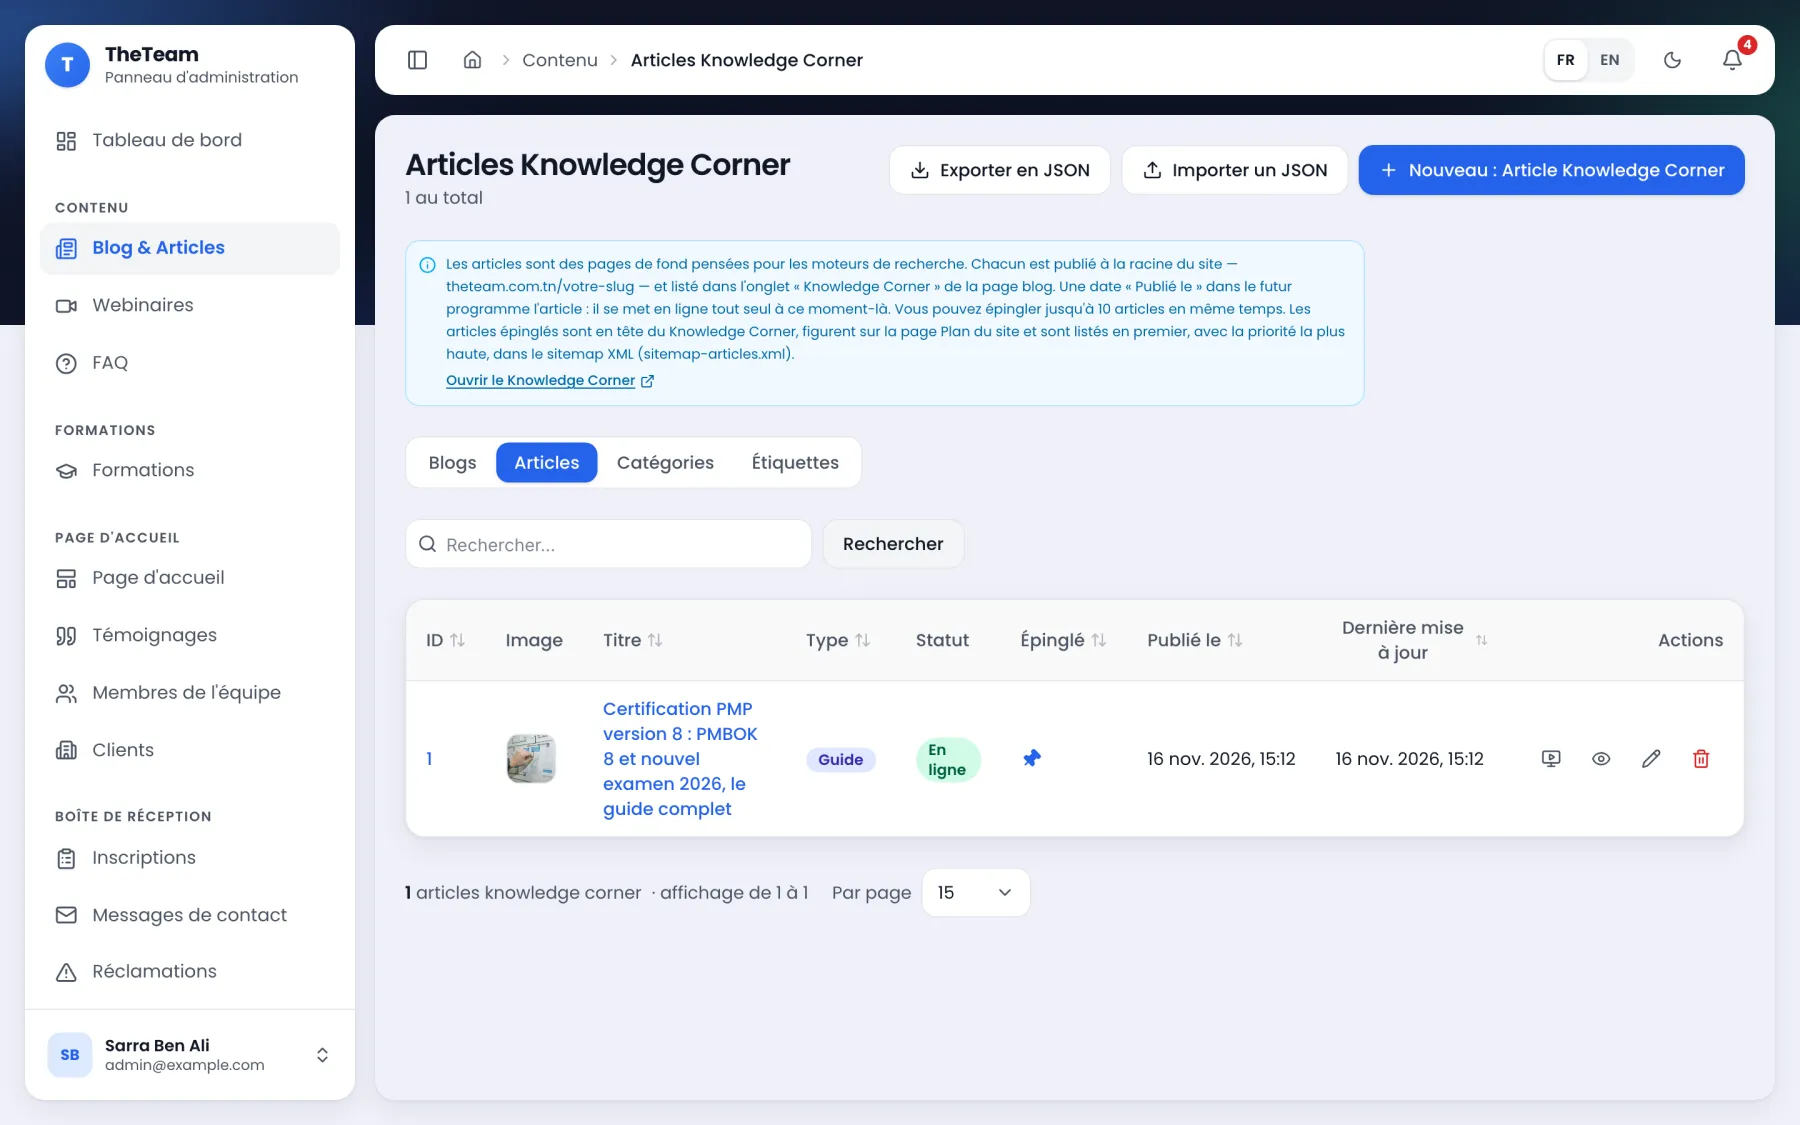 T
TheTeam
Panneau d'administration
Tableau de bord
CONTENU
Blog & Articles
Webinaires
FAQ
FORMATIONS
Formations
PAGE D'ACCUEIL
Page d'accueil
Témoignages
Membres de l'équipe
Clients
BOÎTE DE RÉCEPTION
Inscriptions
Messages de contact
Réclamations
SB
Sarra Ben Ali
admin@example.com
Contenu
Articles Knowledge Corner
FR
EN
4
Articles Knowledge Corner
1 au total
Exporter en JSON
Importer un JSON
Nouveau : Article Knowledge Corner
Les articles sont des pages de fond pensées pour les moteurs de recherche. Chacun est publié à la racine du site —
theteam.com.tn/votre-slug — et listé dans l'onglet « Knowledge Corner » de la page blog. Une date « Publié le » dans le futur
programme l'article : il se met en ligne tout seul à ce moment-là. Vous pouvez épingler jusqu'à 10 articles en même temps. Les
articles épinglés sont en tête du Knowledge Corner, figurent sur la page Plan du site et sont listés en premier, avec la priorité la plus
haute, dans le sitemap XML (sitemap-articles.xml).
Ouvrir le Knowledge Corner
Blogs
Articles
Catégories
Étiquettes
Rechercher...
Rechercher
ID
Image
Titre
Type
Statut
Épinglé
Publié le
Dernière mise
à jour
Actions
1
Certification PMP
version 8 : PMBOK
8 et nouvel
examen 2026, le
guide complet
Guide
En
ligne
16 nov. 2026, 15:12
16 nov. 2026, 15:12
1 articles knowledge corner · affichage de 1 à 1
Par page
15